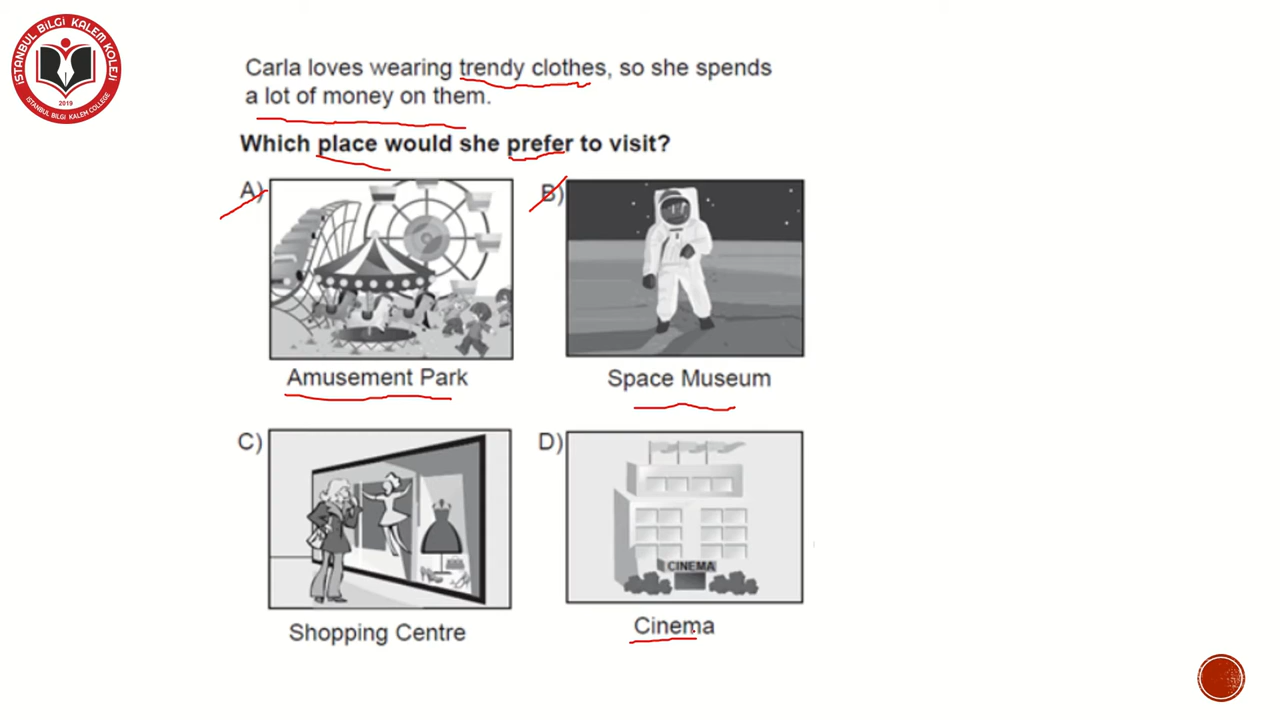 İSTANBUL BİLGİ KALEM KOLEJİ
2019
ISTANBUL BILGI KALEM COLLEGE
Carla loves wearing trendy clothes, so she spends
a lot of money on them.
Which place would she prefer to visit?
A)
B)
Amusement Park
Space Museum
C)
D)
CINEMA
Shopping Centre
Cinema